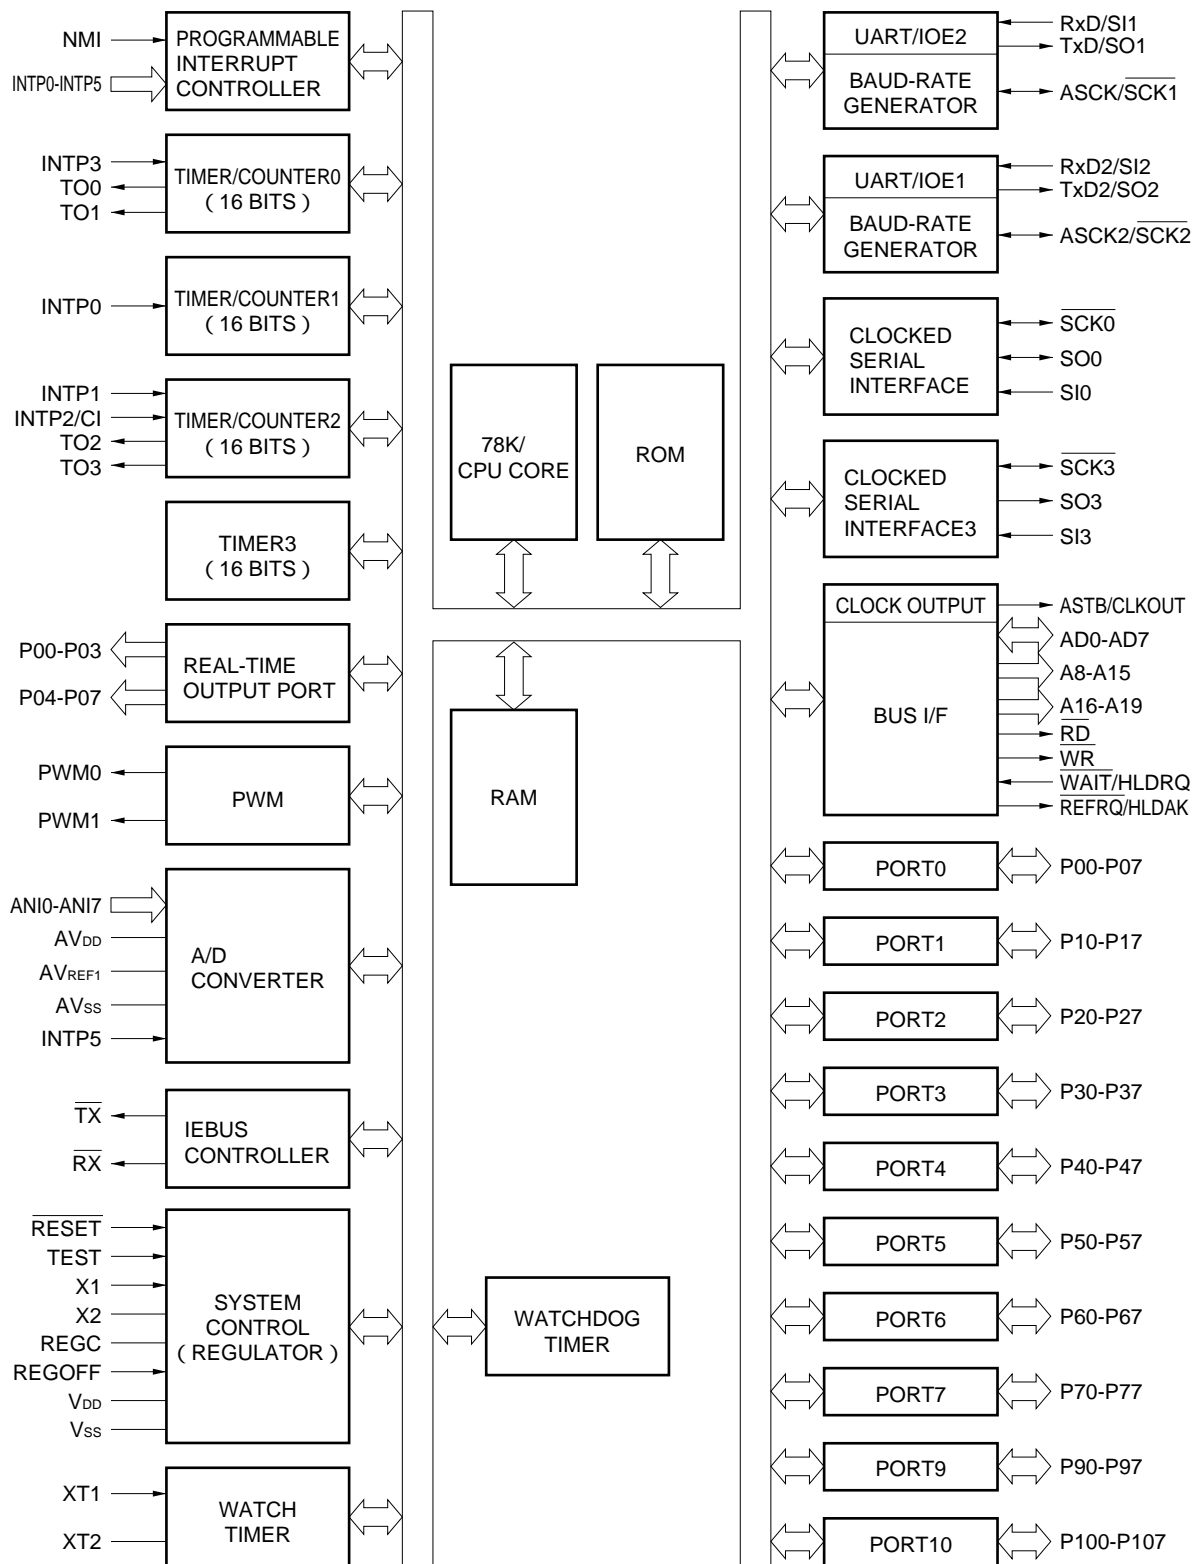 NMI
INTP0-INTP5
PROGRAMMABLE
INTERRUPT
CONTROLLER
INTP3
TO0
TO1
TIMER/COUNTER0
( 16 BITS )
INTP0
TIMER/COUNTER1
( 16 BITS )
INTP1
INTP2/CI
TO2
TO3
TIMER/COUNTER2
( 16 BITS )
TIMER3
( 16 BITS )
P00-P03
P04-P07
REAL-TIME
OUTPUT PORT
PWM0
PWM1
PWM
ANI0-ANI7
AVDD
AVREF1
AVSS
INTP5
A/D
CONVERTER
TX
RX
IEBUS
CONTROLLER
RESET
TEST
X1
X2
REGC
REGOFF
VDD
VSS
SYSTEM
CONTROL
( REGULATOR )
XT1
XT2
WATCH
TIMER
78K/
CPU CORE
ROM
RAM
WATCHDOG
TIMER
UART/IOE2
BAUD-RATE
GENERATOR
RxD/SI1
TxD/SO1
ASCK/SCK1
UART/IOE1
BAUD-RATE
GENERATOR
RxD2/SI2
TxD2/SO2
ASCK2/SCK2
CLOCKED
SERIAL
INTERFACE
SCK0
SO0
SI0
CLOCKED
SERIAL
INTERFACE3
SCK3
SO3
SI3
CLOCK OUTPUT
BUS I/F
ASTB/CLKOUT
AD0-AD7
A8-A15
A16-A19
RD
WR
WAIT/HLDRQ
REFRQ/HLDAK
PORT0
P00-P07
PORT1
P10-P17
PORT2
P20-P27
PORT3
P30-P37
PORT4
P40-P47
PORT5
P50-P57
PORT6
P60-P67
PORT7
P70-P77
PORT9
P90-P97
PORT10
P100-P107